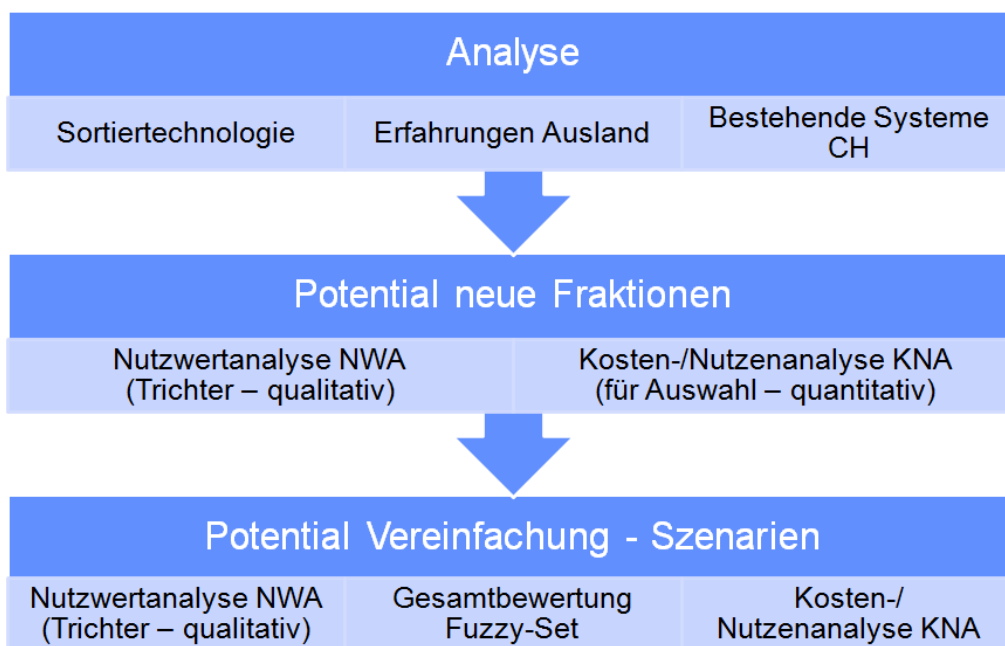 Analyse
Sortiertechnologie
Erfahrungen Ausland
Bestehende Systeme
CH
Potential neue Fraktionen
Nutzwertanalyse NWA
(Trichter – qualitativ)
Kosten-/Nutzenanalyse KNA
(für Auswahl – quantitativ)
Potential Vereinfachung - Szenarien
Nutzwertanalyse NWA
(Trichter – qualitativ)
Gesamtbewertung
Fuzzy-Set
Kosten-/
Nutzenanalyse KNA